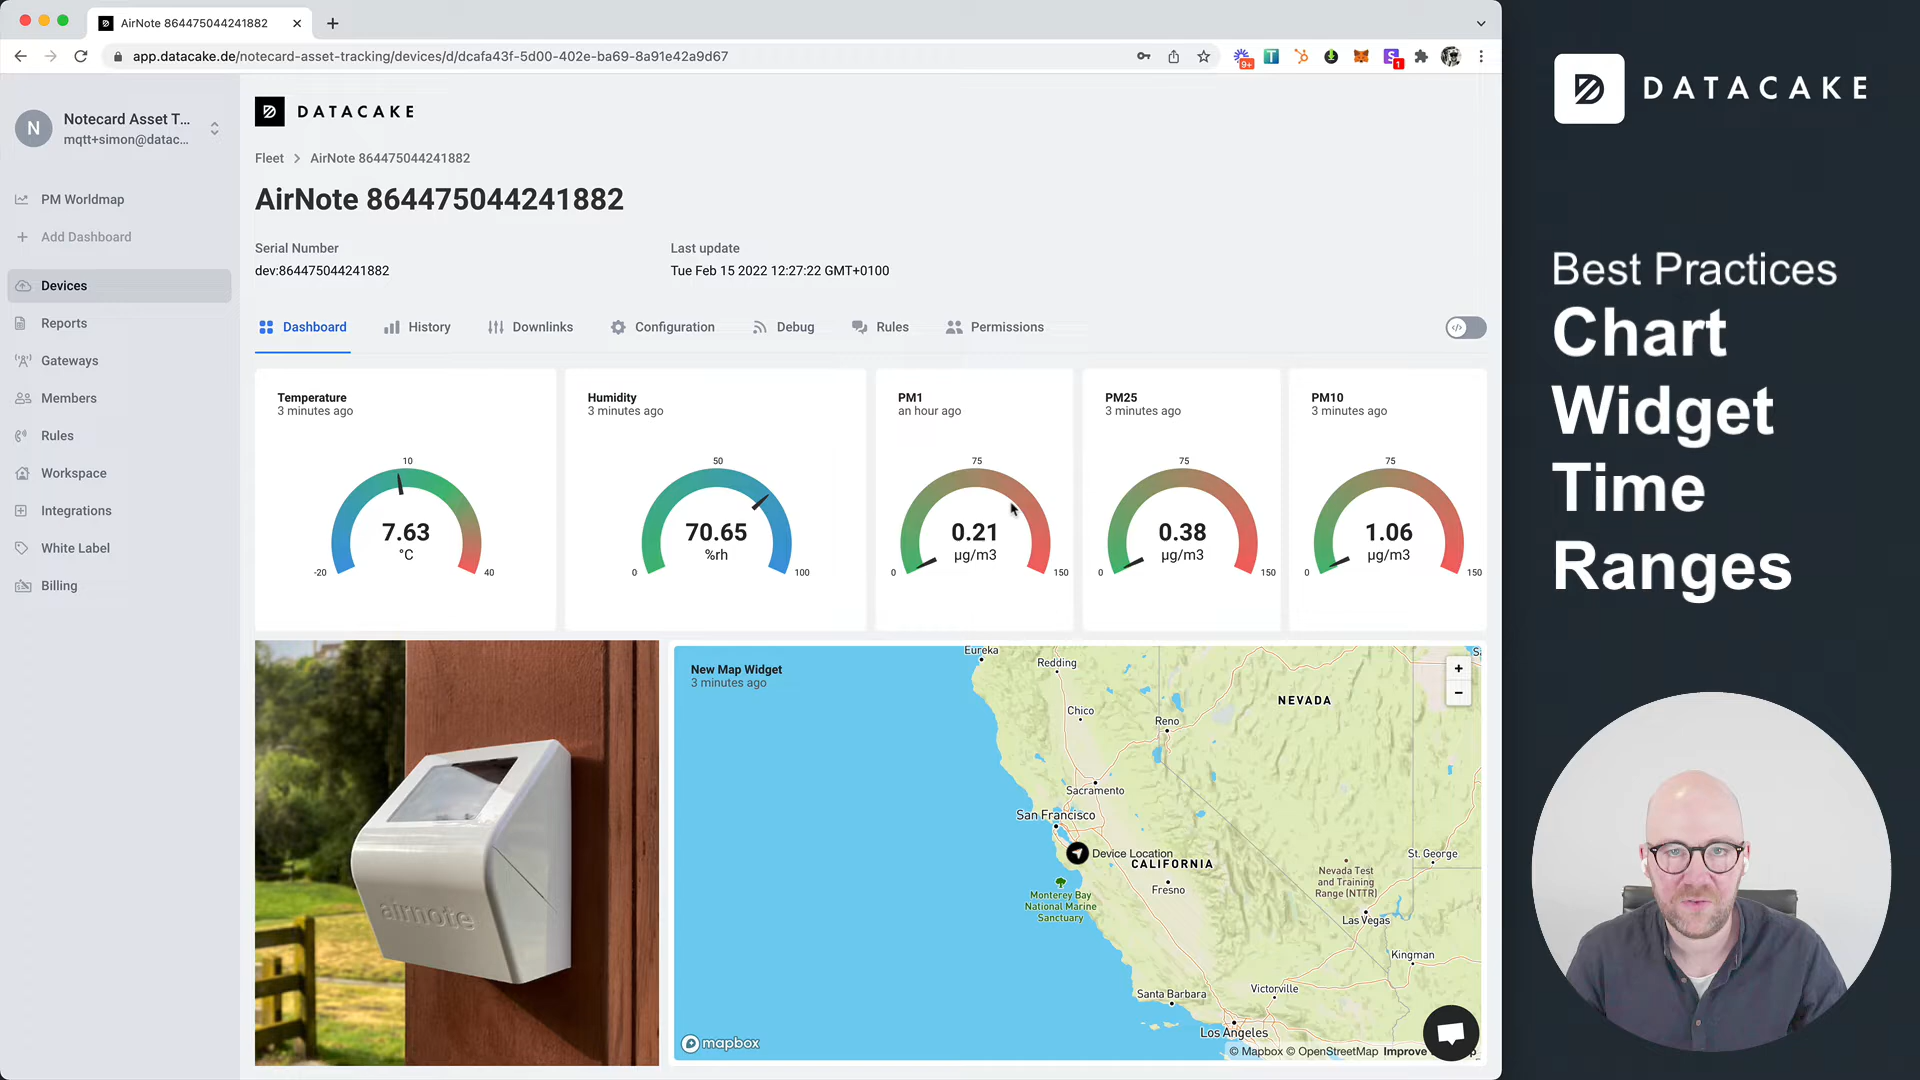 AirNote 864475044241882
app.datacake.de/notecard-asset-tracking/devices/d/dcafa43f-5d00-402e-ba69-8a91e42a9d67
9+
T
S
1
N
Notecard Asset T...
mqtt+simon@datac...
PM Worldmap
Add Dashboard
Devices
Reports
Gateways
Members
Rules
Workspace
Integrations
White Label
Billing
DATACAKE
Fleet > AirNote 864475044241882
AirNote 864475044241882
Serial Number
dev:864475044241882
Last update
Tue Feb 15 2022 12:27:22 GMT+0100
Dashboard
History
Downlinks
Configuration
Debug
Rules
Permissions
Temperature
3 minutes ago
10
7.63
°C
-20
40
Humidity
3 minutes ago
50
70.65
%rh
0
100
PM1
an hour ago
75
0.21
µg/m3
0
150
PM25
3 minutes ago
75
0.38
µg/m3
0
150
PM10
3 minutes ago
75
1.06
µg/m3
0
150
airnote
New Map Widget
3 minutes ago
+
−
Eureka
Redding
Chico
NEVADA
Reno
Sacramento
San Francisco
Device Location
CALIFORNIA
Monterey Bay
National Marine
Sanctuary
Fresno
Nevada Test
and Training
Range (NTTR)
St. George
Las Vegas
Kingman
Santa Barbara
Victorville
Los Angeles
mapbox
© Mapbox © OpenStreetMap Improve
DATACAKE
Best Practices
Chart
Widget
Time
Ranges